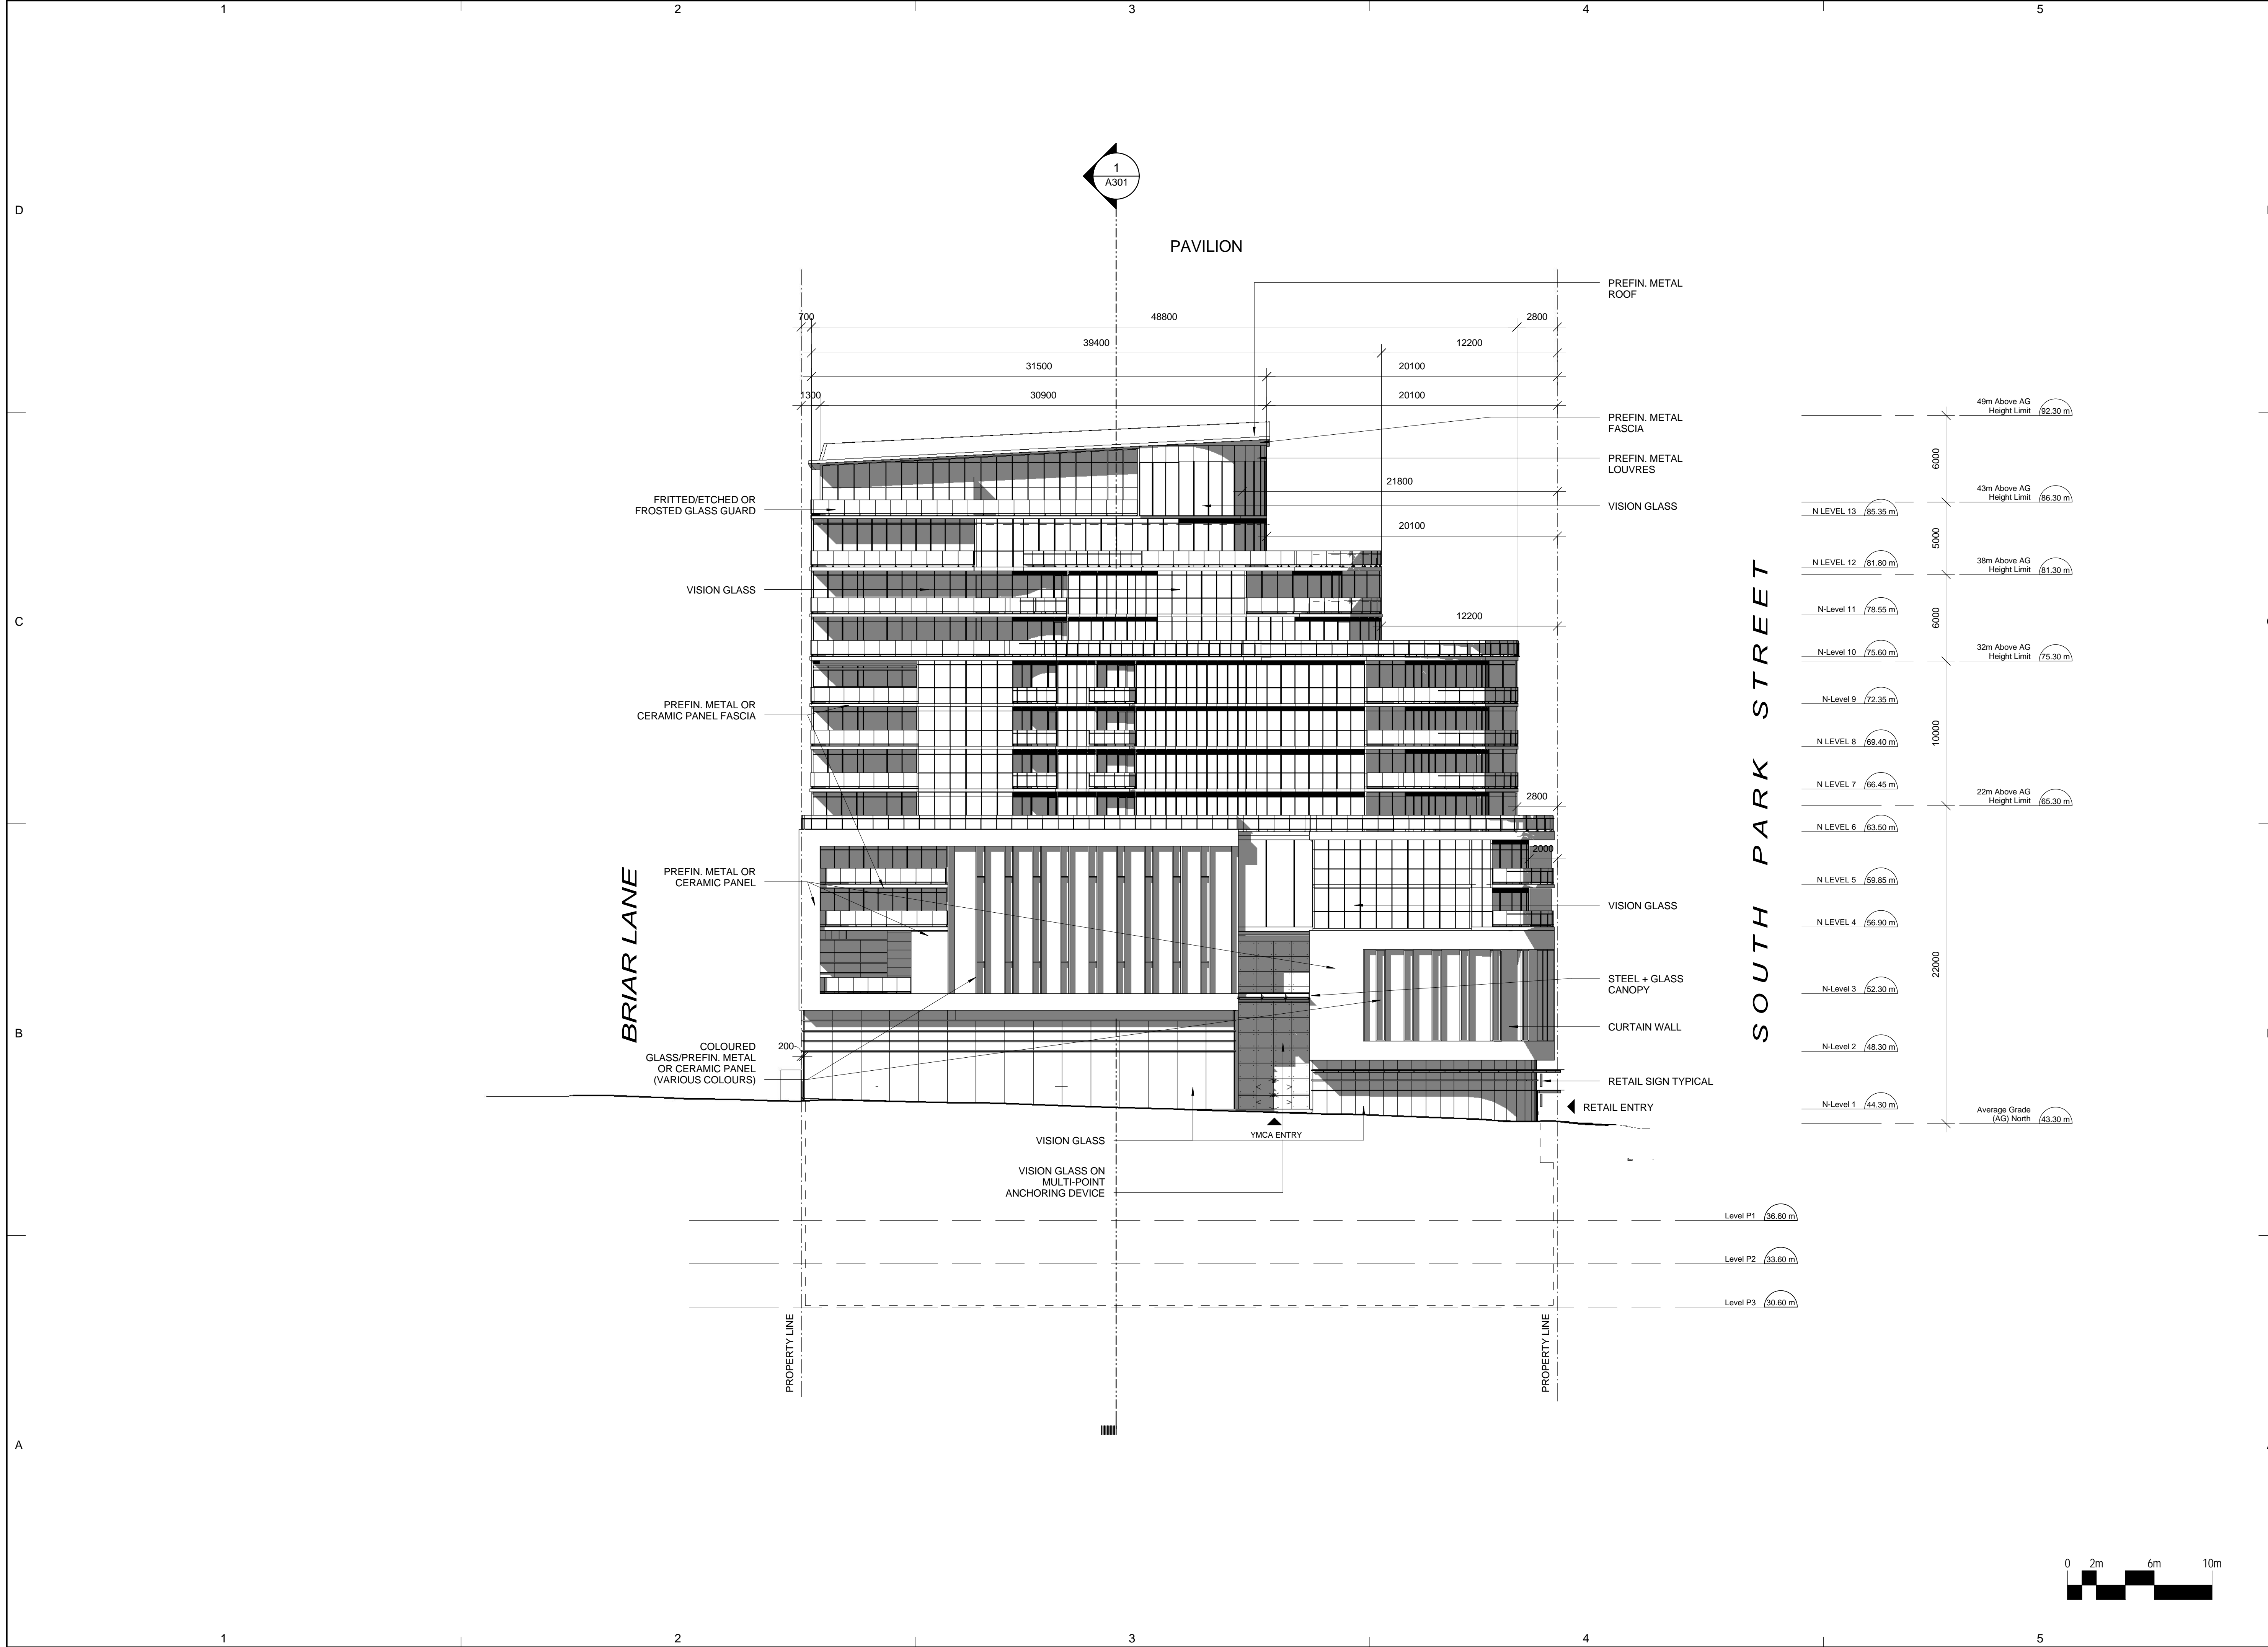 1 2 3 4 5
D
C
B
A
1
A301
PAVILION
PREFIN. METAL
ROOF
700 48800 2800
39400 12200
31500 20100
1300 30900 20100
PREFIN. METAL
FASCIA
PREFIN. METAL
LOUVRES
21800
FRITTED/ETCHED OR
FROSTED GLASS GUARD
VISION GLASS
20100
VISION GLASS
12200
PREFIN. METAL OR
CERAMIC PANEL FASCIA
2800
2000
PREFIN. METAL OR
CERAMIC PANEL
VISION GLASS
BRIAR LANE
SOUTH PARK STREET
STEEL + GLASS
CANOPY
CURTAIN WALL
200
COLOURED
GLASS/PREFIN. METAL
OR CERAMIC PANEL
(VARIOUS COLOURS)
RETAIL SIGN TYPICAL
RETAIL ENTRY
YMCA ENTRY
VISION GLASS
VISION GLASS ON
MULTI-POINT
ANCHORING DEVICE
PROPERTY LINE
PROPERTY LINE
N LEVEL 13 85.35 m
N LEVEL 12 81.80 m
N-Level 11 78.55 m
N-Level 10 75.60 m
N-Level 9 72.35 m
N LEVEL 8 69.40 m
N LEVEL 7 66.45 m
N LEVEL 6 63.50 m
N LEVEL 5 59.85 m
N LEVEL 4 56.90 m
N-Level 3 52.30 m
N-Level 2 48.30 m
N-Level 1 44.30 m
Level P1 36.60 m
Level P2 33.60 m
Level P3 30.60 m
6000
5000
6000
10000
22000
49m Above AG
Height Limit 92.30 m
43m Above AG
Height Limit 86.30 m
38m Above AG
Height Limit 81.30 m
32m Above AG
Height Limit 75.30 m
22m Above AG
Height Limit 65.30 m
Average Grade
(AG) North 43.30 m
0 2m 6m 10m
1 2 3 4 5